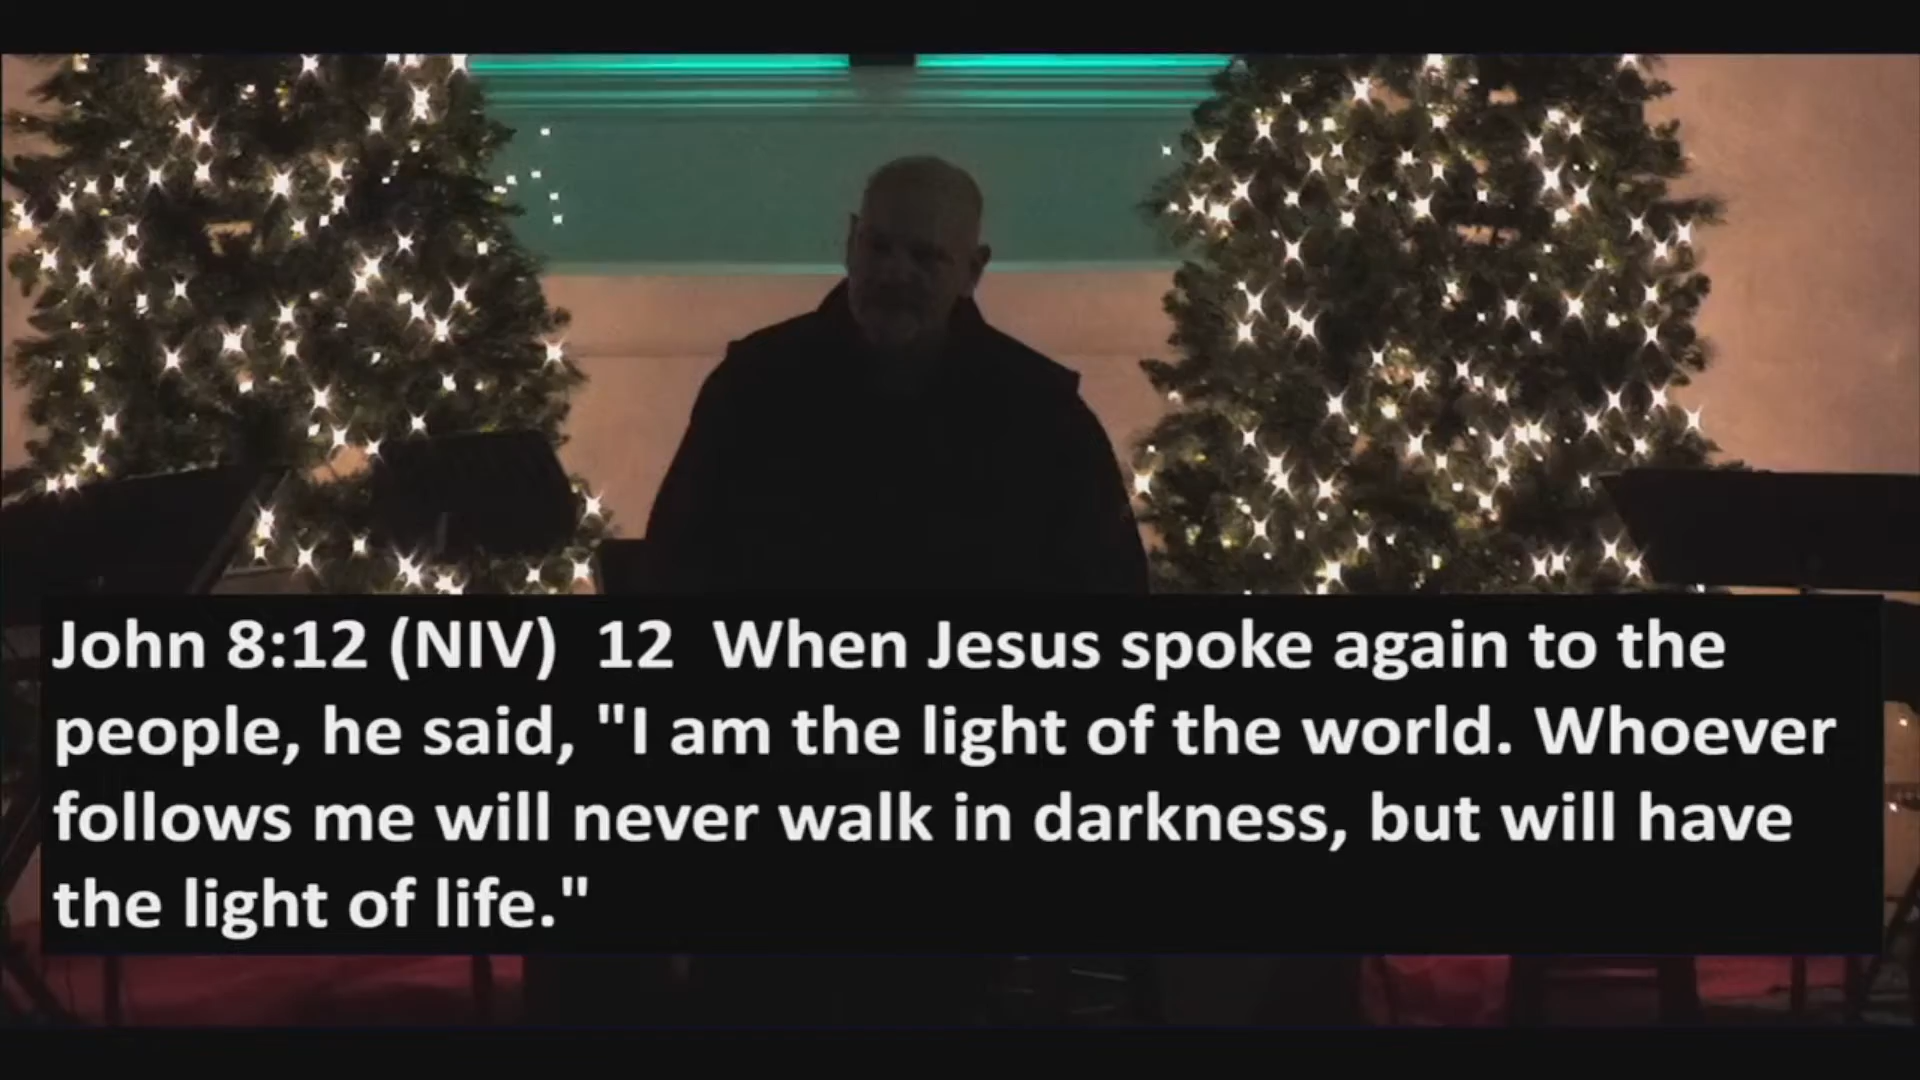 John 8:12 (NIV)  12  When Jesus spoke again to the
people, he said, "I am the light of the world. Whoever
follows me will never walk in darkness, but will have
the light of life."